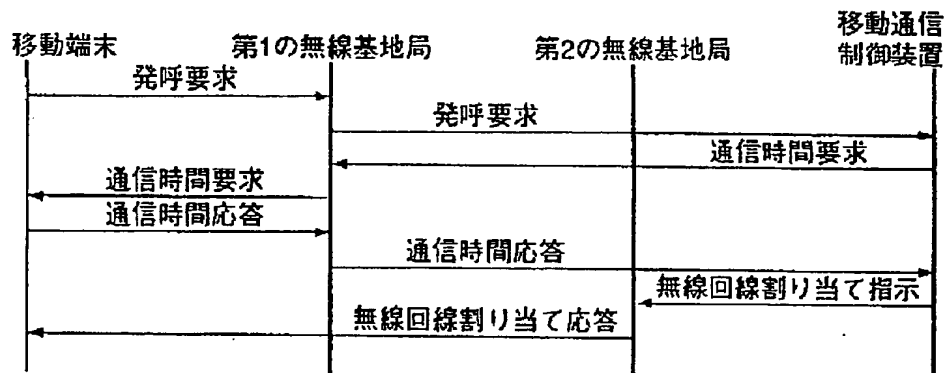 移動端末
第1の無線基地局
第2の無線基地局
移動通信
制御装置
発呼要求
発呼要求
通信時間要求
通信時間要求
通信時間応答
通信時間応答
無線回線割り当て指示
無線回線割り当て応答